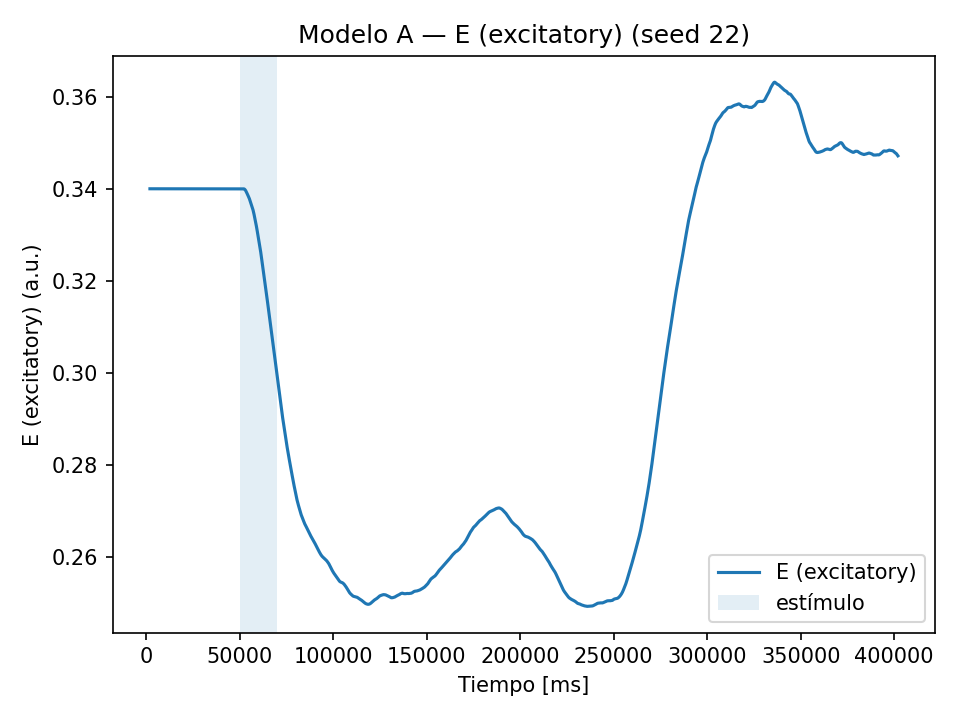 Modelo A — E (excitatory) (seed 22)
E (excitatory) (a.u.)
0.36
0.34
0.32
0.30
0.28
0.26
0 50000 100000 150000 200000 250000 300000 350000 400000
Tiempo [ms]
E (excitatory)
estímulo